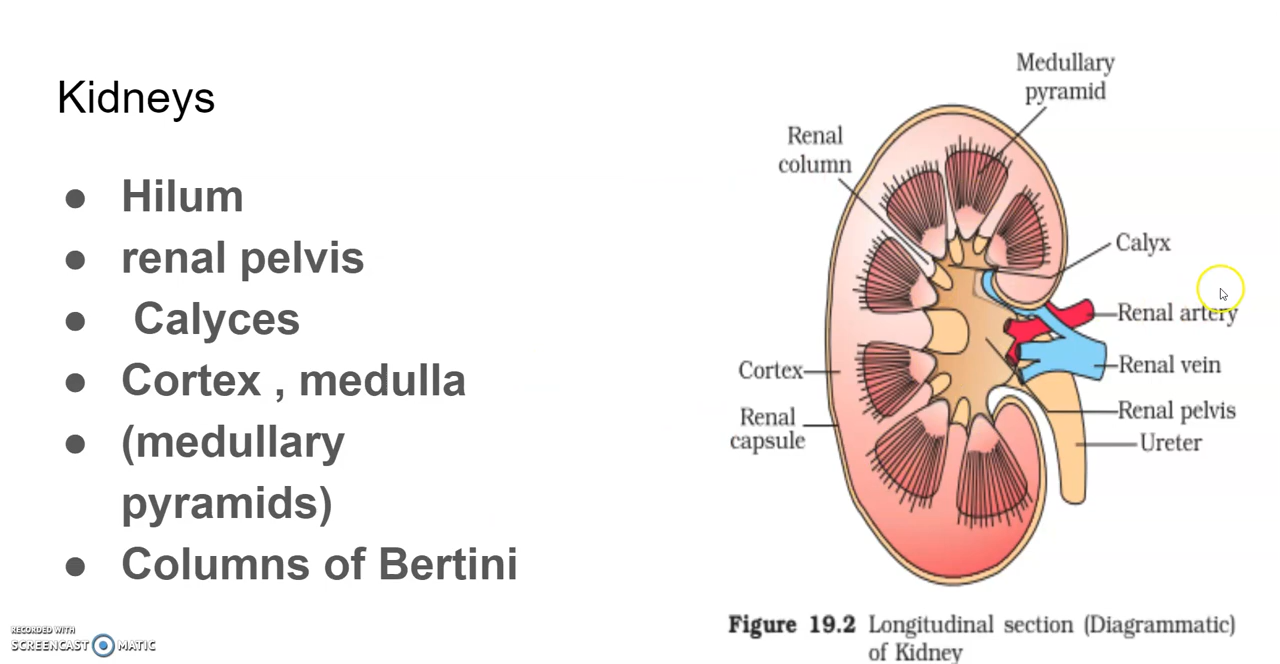 Kidneys
● Hilum
● renal pelvis
● Calyces
● Cortex , medulla
● (medullary
pyramids)
● Columns of Bertini
Medullary
pyramid
Renal
column
Calyx
Renal artery
Renal vein
Cortex
Renal pelvis
Renal
capsule
Ureter
Figure 19.2 Longitudinal section (Diagrammatic)
of Kidney
RECORDED WITH
SCREENCAST MATIC